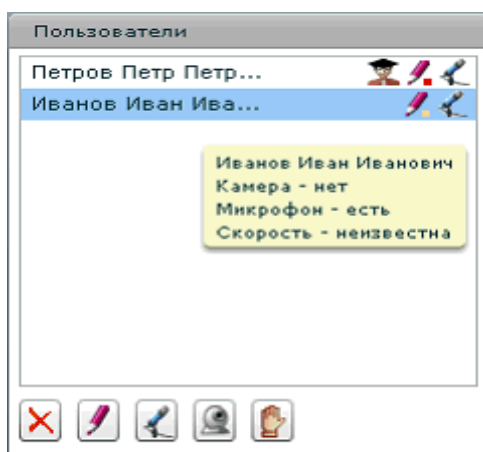 Пользователи
Петров Петр Петр...
Иванов Иван Ива...
Иванов Иван Иванович
Камера - нет
Микрофон - есть
Скорость - неизвестна